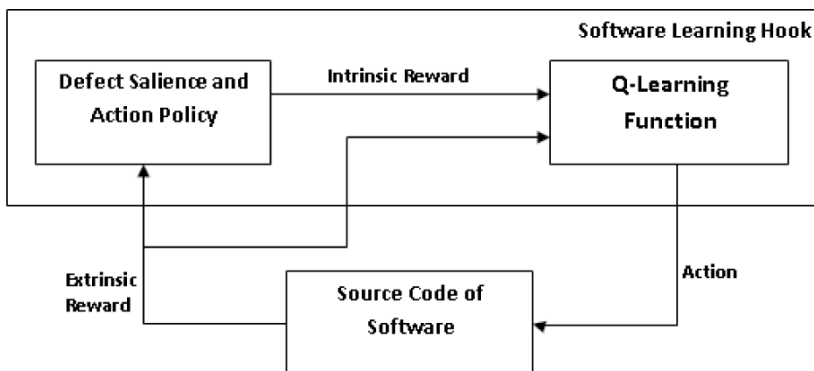 Software Learning Hook
Defect Salience and
Action Policy
Intrinsic Reward
Q-Learning
Function
Extrinsic
Reward
Source Code of
Software
Action